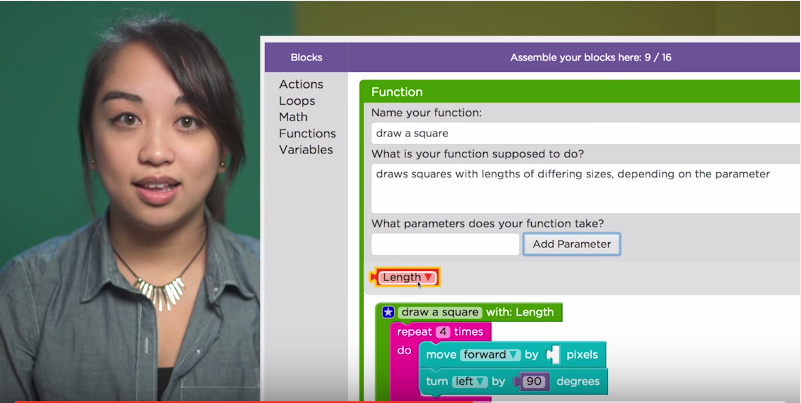 Blocks
Assemble your blocks here: 9 / 16
Actions
Loops
Math
Functions
Variables
Function
Name your function:
draw a square
What is your function supposed to do?
draws squares with lengths of differing sizes, depending on the parameter
What parameters does your function take?
Add Parameter
Length
draw a square with: Length
repeat 4 times
do
move forward by pixels
turn left by 90 degrees